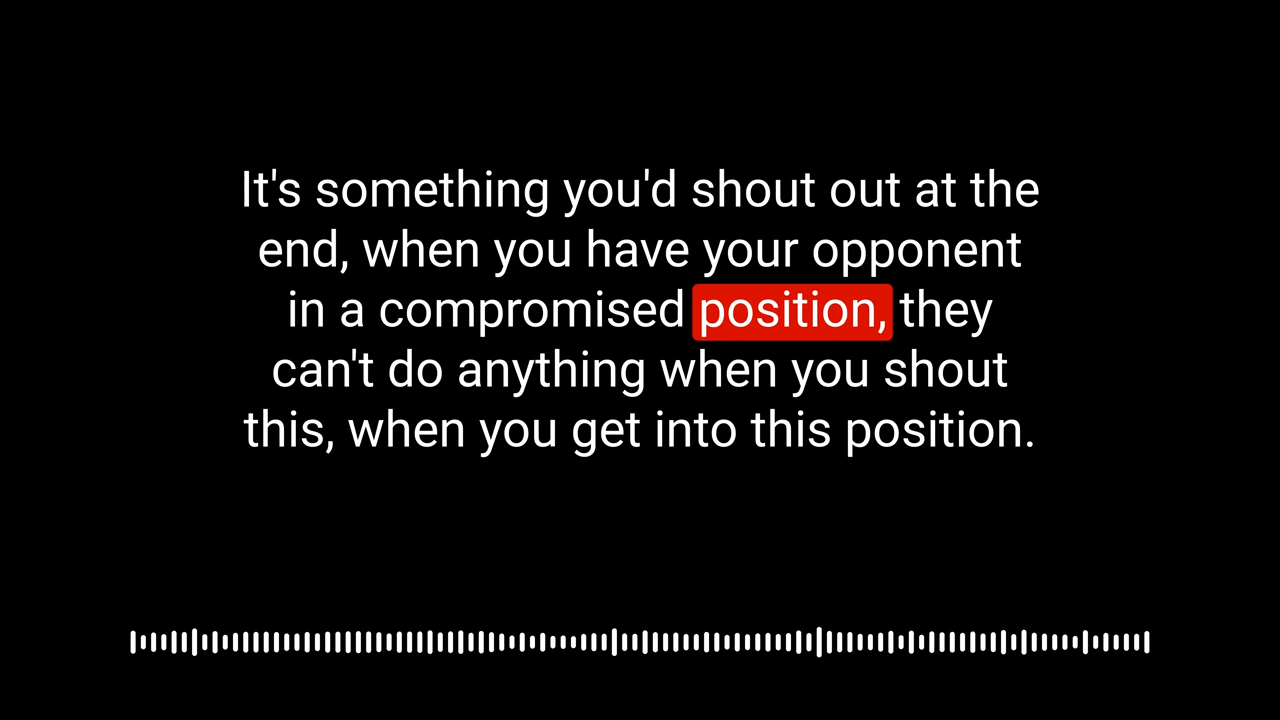 It's something you'd shout out at the
end, when you have your opponent
in a compromised position, they
can't do anything when you shout
this, when you get into this position.